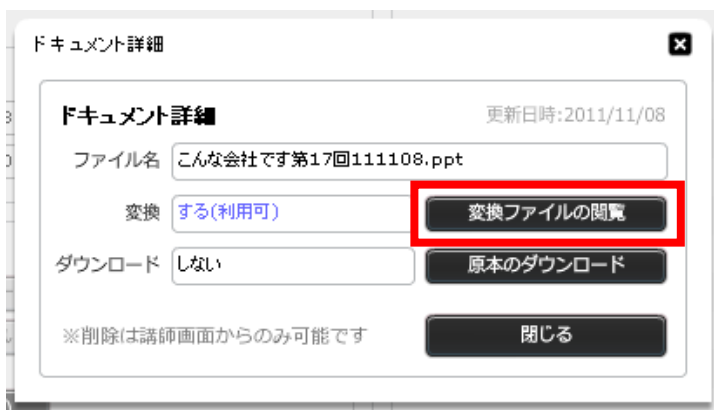 ドキュメント詳細
ドキュメント詳細 更新日時:2011/11/08
ファイル名 こんな会社です第17回111108.ppt
変換 する(利用可) 変換ファイルの閲覧
ダウンロード しない 原本のダウンロード
※削除は講師画面からのみ可能です 閉じる